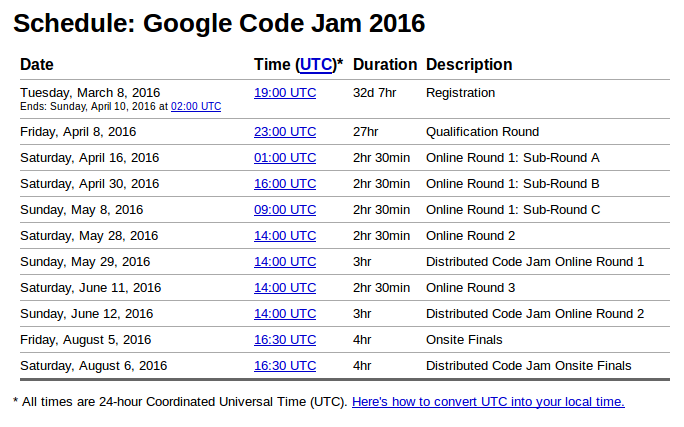 Schedule: Google Code Jam 2016
Date Time (UTC)* Duration Description
Tuesday, March 8, 2016 19:00 UTC 32d 7hr Registration
Ends: Sunday, April 10, 2016 at 02:00 UTC
Friday, April 8, 2016 23:00 UTC 27hr Qualification Round
Saturday, April 16, 2016 01:00 UTC 2hr 30min Online Round 1: Sub-Round A
Saturday, April 30, 2016 16:00 UTC 2hr 30min Online Round 1: Sub-Round B
Sunday, May 8, 2016 09:00 UTC 2hr 30min Online Round 1: Sub-Round C
Saturday, May 28, 2016 14:00 UTC 2hr 30min Online Round 2
Sunday, May 29, 2016 14:00 UTC 3hr Distributed Code Jam Online Round 1
Saturday, June 11, 2016 14:00 UTC 2hr 30min Online Round 3
Sunday, June 12, 2016 14:00 UTC 3hr Distributed Code Jam Online Round 2
Friday, August 5, 2016 16:30 UTC 4hr Onsite Finals
Saturday, August 6, 2016 16:30 UTC 4hr Distributed Code Jam Onsite Finals
* All times are 24-hour Coordinated Universal Time (UTC). Here's how to convert UTC into your local time.